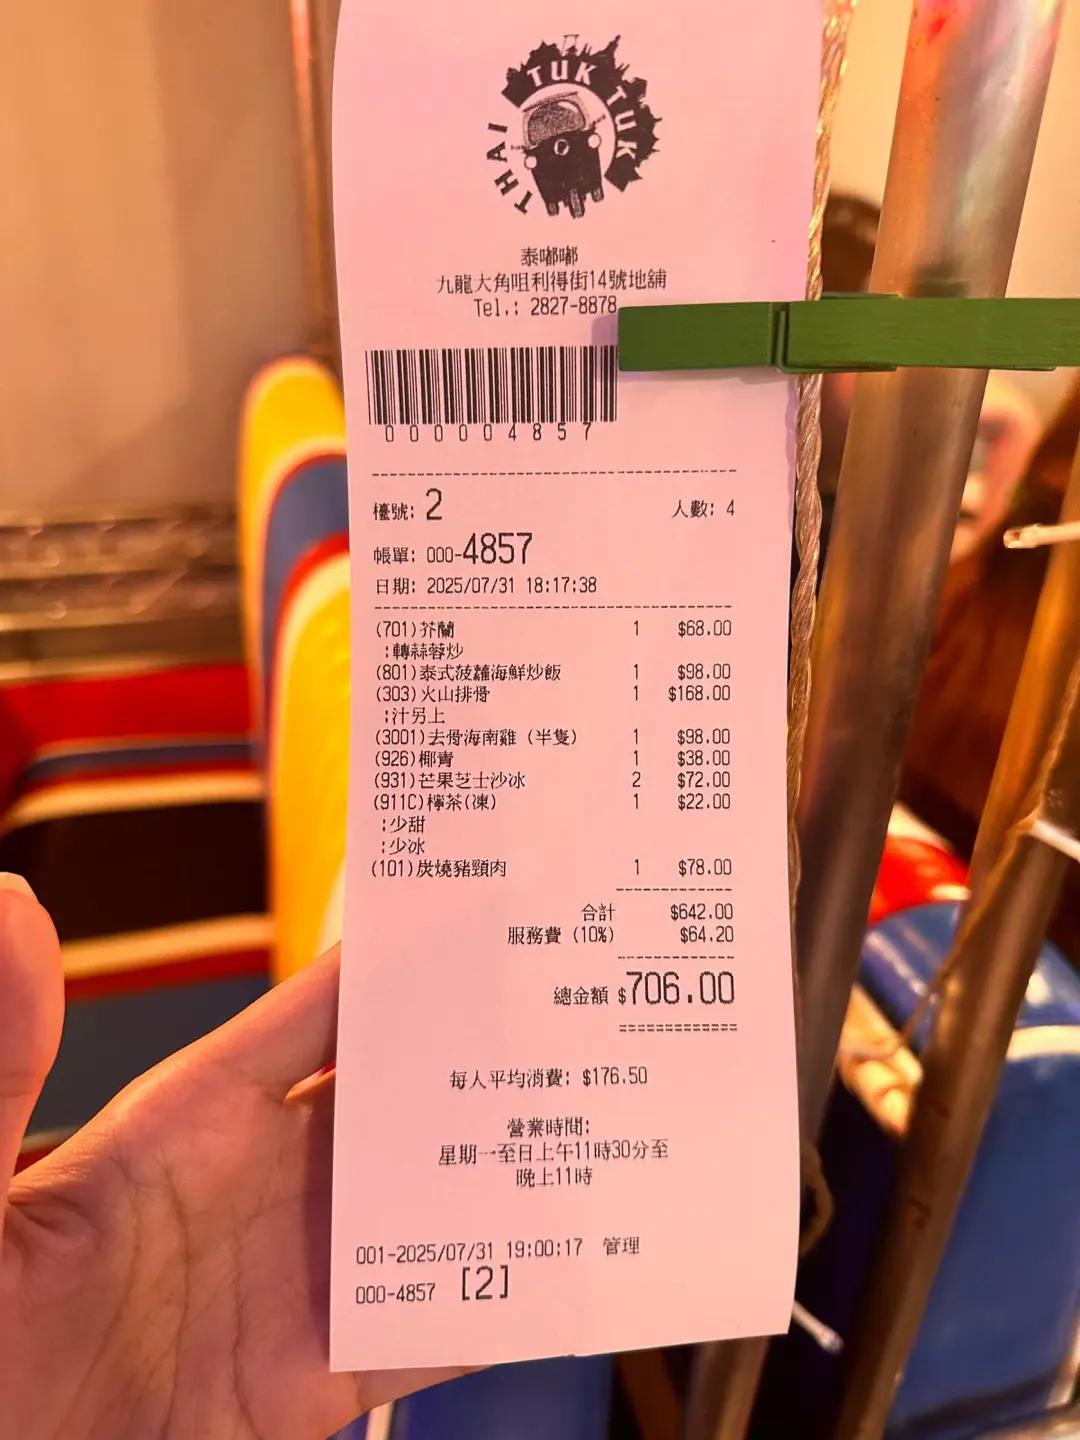 THAI TUK TUK
泰嘟嘟
九龍大角咀利得街14號地舖
Tel.: 2827-8878
000004857
檯號: 2 人數: 4
帳單: 000-4857
日期: 2025/07/31 18:17:38
(701)芥蘭 1 $68.00
:轉蒜蓉炒
(801)泰式菠蘿海鮮炒飯 1 $98.00
(303)火山排骨 1 $168.00
:汁另上
(3001)去骨海南雞 (半隻) 1 $98.00
(926)椰青 1 $38.00
(931)芒果芝士沙冰 2 $72.00
(911C)檸茶(凍) 1 $22.00
:少甜
:少冰
(101)炭燒豬頸肉 1 $78.00
合計 $642.00
服務費 (10%) $64.20
總金額 $706.00
每人平均消費: $176.50
營業時間:
星期一至日上午11時30分至
晚上11時
001-2025/07/31 19:00:17 管理
000-4857 [2]